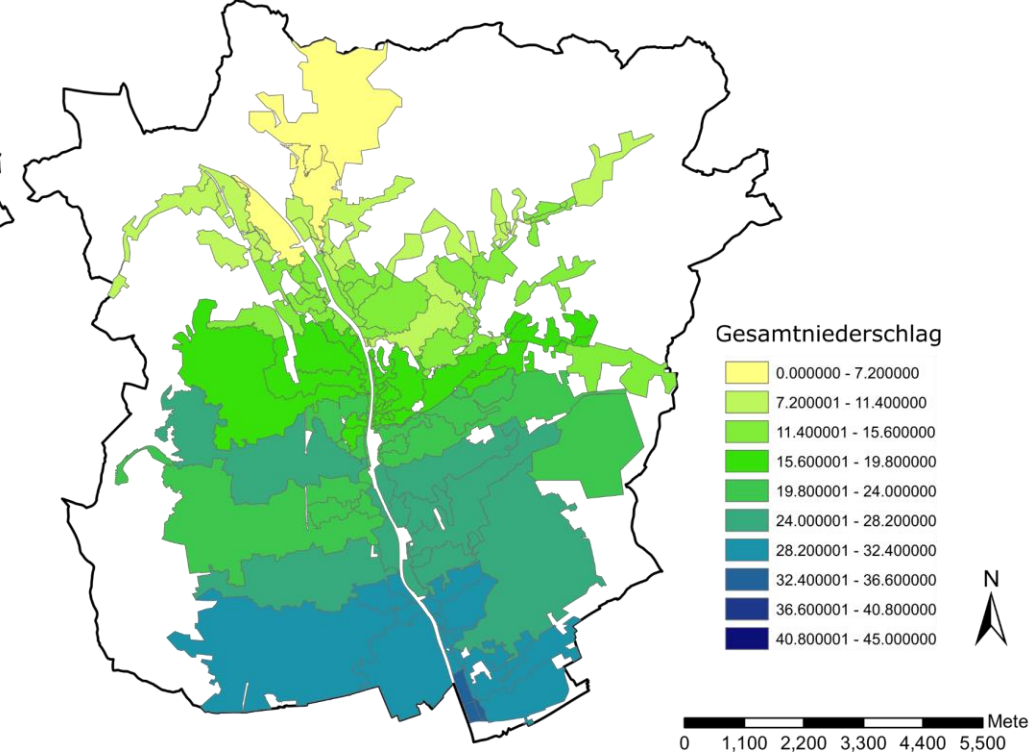 Gesamtniederschlag
0.000000 - 7.200000
7.200001 - 11.400000
11.400001 - 15.600000
15.600001 - 19.800000
19.800001 - 24.000000
24.000001 - 28.200000
28.200001 - 32.400000
32.400001 - 36.600000
36.600001 - 40.800000
40.800001 - 45.000000
N
Mete
0 1,100 2,200 3,300 4,400 5,500